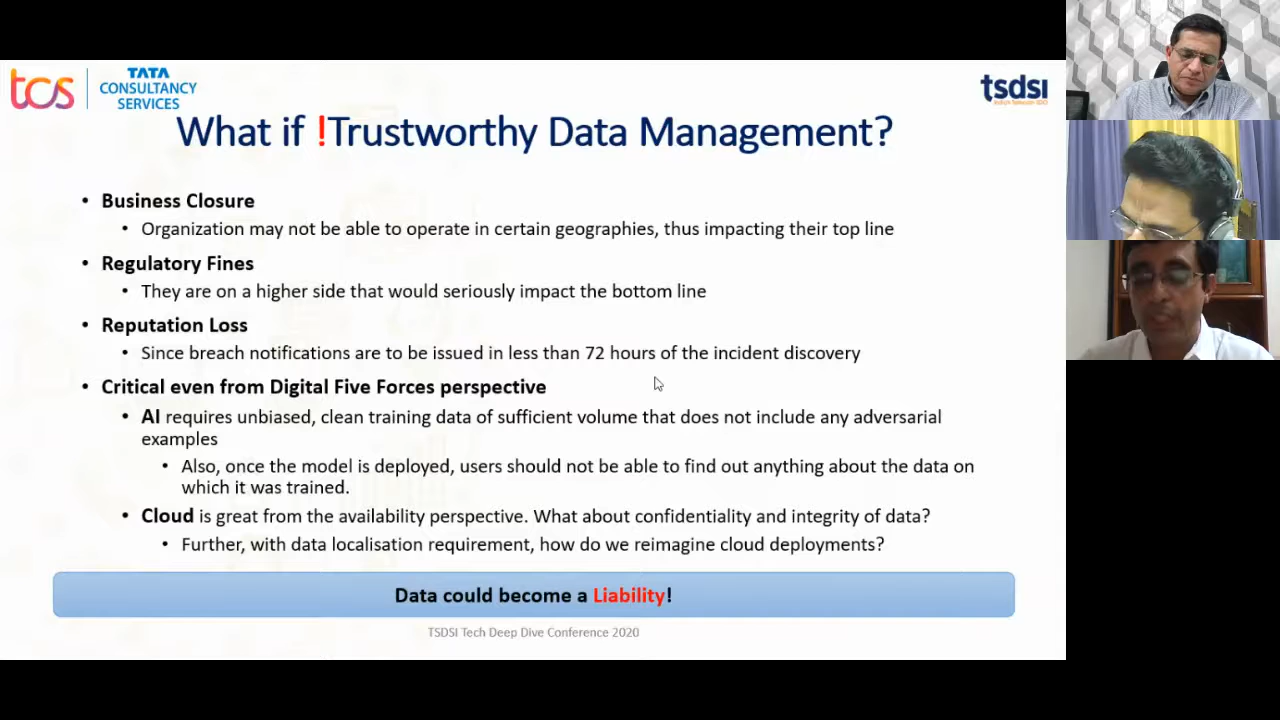 tcs
TATA
CONSULTANCY
SERVICES
tsdsi
India's Telecom SDO
What if !Trustworthy Data Management?
• Business Closure
• Organization may not be able to operate in certain geographies, thus impacting their top line
• Regulatory Fines
• They are on a higher side that would seriously impact the bottom line
• Reputation Loss
• Since breach notifications are to be issued in less than 72 hours of the incident discovery
• Critical even from Digital Five Forces perspective
• AI requires unbiased, clean training data of sufficient volume that does not include any adversarial
examples
• Also, once the model is deployed, users should not be able to find out anything about the data on
which it was trained.
• Cloud is great from the availability perspective. What about confidentiality and integrity of data?
• Further, with data localisation requirement, how do we reimagine cloud deployments?
Data could become a Liability!
TSDSI Tech Deep Dive Conference 2020